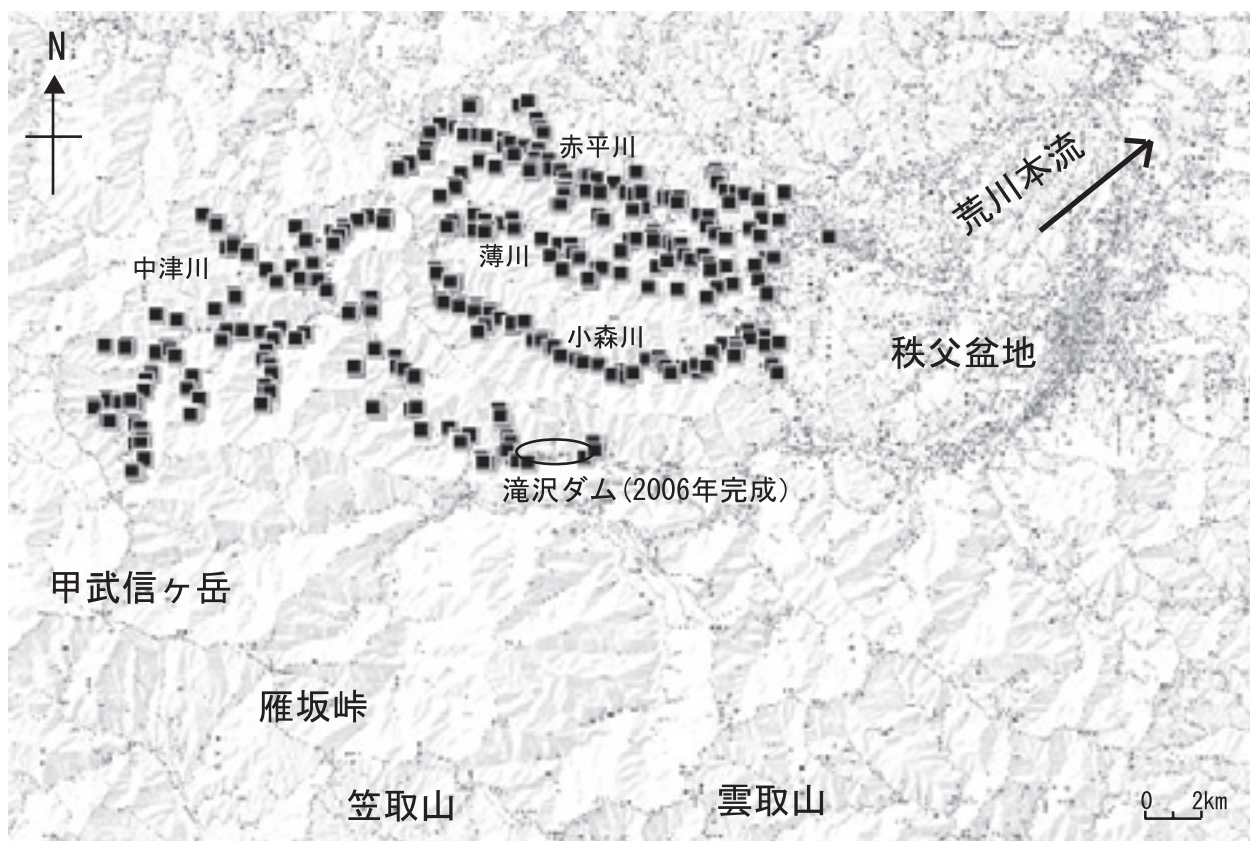 N
赤平川
荒川本流
薄川
中津川
小森川
秩父盆地
滝沢ダム(2006年完成)
甲武信ヶ岳
雁坂峠
笠取山
雲取山
0 2km